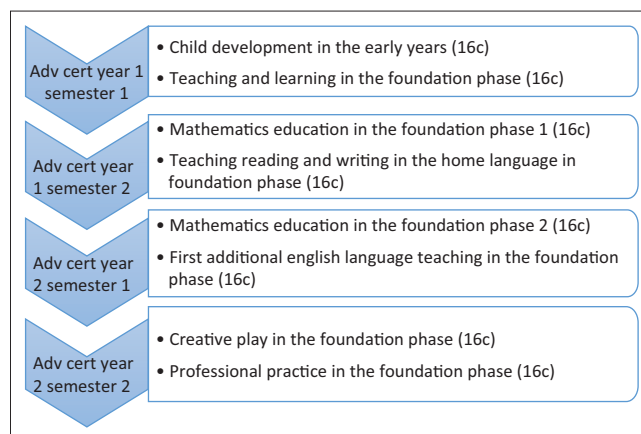 Adv cert year 1
semester 1
• Child development in the early years (16c)
• Teaching and learning in the foundation phase (16c)
Adv cert year
1 semester 2
• Mathematics education in the foundation phase 1 (16c)
• Teaching reading and writing in the home language in
foundation phase (16c)
Adv cert year
2 semester 1
• Mathematics education in the foundation phase 2 (16c)
• First additional english language teaching in the foundation
phase (16c)
Adv cert year
2 semester 2
• Creative play in the foundation phase (16c)
• Professional practice in the foundation phase (16c)